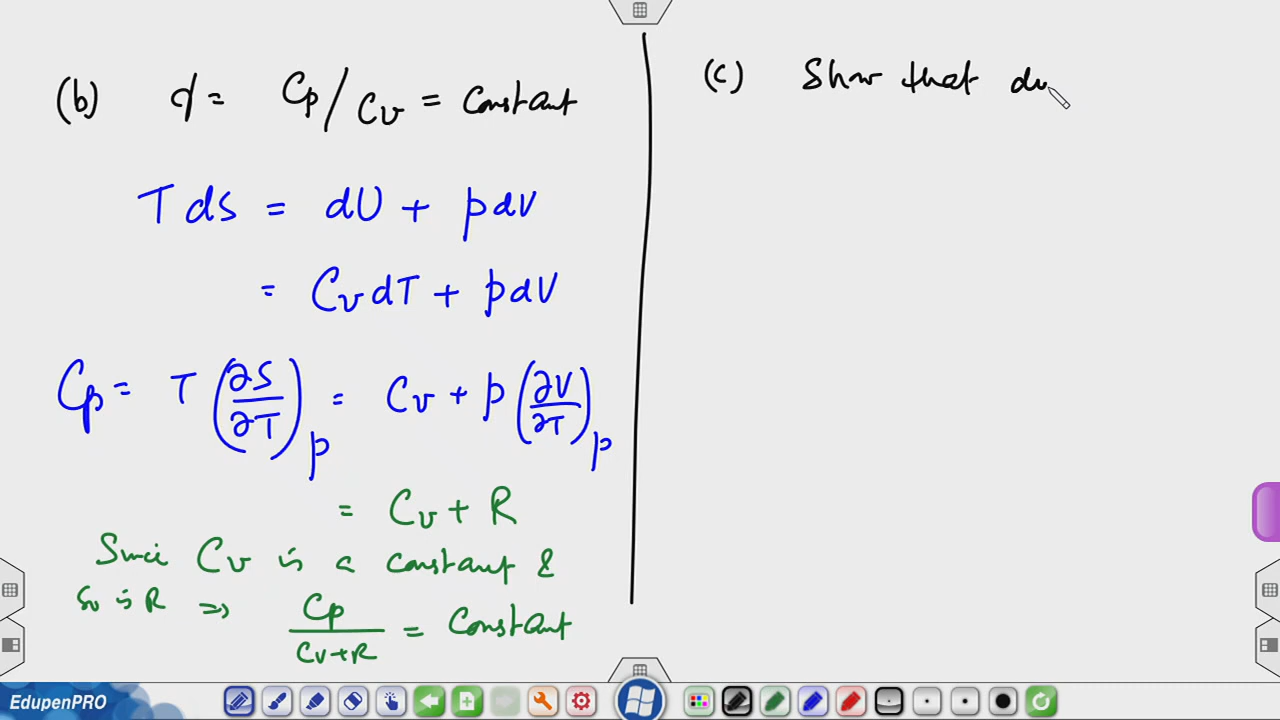 (b) γ = Cp/Cv = Constant
TdS = dU + pdV
= CvdT + pdV
Cp = T(∂S/∂T)p = Cv + p(∂V/∂T)p
= Cv + R
Since Cv is a constant &
So is R ⇒ Cp/Cv+R = Constant
(c) Show that du
EdupenPRO